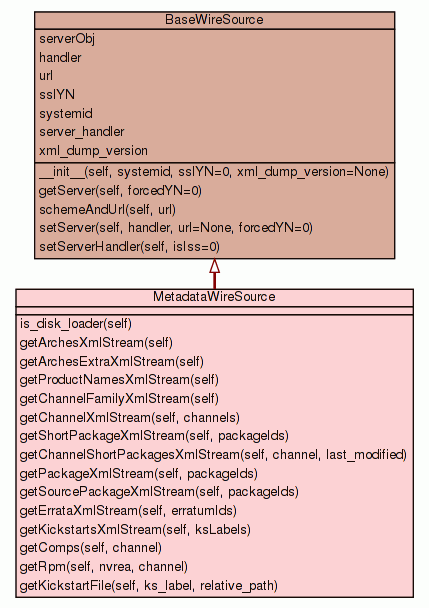 BaseWireSource
serverObj
handler
url
sslYN
systemid
server_handler
xml_dump_version
__init__(self, systemid, sslYN=0, xml_dump_version=None)
getServer(self, forcedYN=0)
schemeAndUrl(self, url)
setServer(self, handler, url=None, forcedYN=0)
setServerHandler(self, isIss=0)
MetadataWireSource
is_disk_loader(self)
getArchesXmlStream(self)
getArchesExtraXmlStream(self)
getProductNamesXmlStream(self)
getChannelFamilyXmlStream(self)
getChannelXmlStream(self, channels)
getShortPackageXmlStream(self, packageIds)
getChannelShortPackagesXmlStream(self, channel, last_modified)
getPackageXmlStream(self, packageIds)
getSourcePackageXmlStream(self, packageIds)
getErrataXmlStream(self, erratumIds)
getKickstartsXmlStream(self, ksLabels)
getComps(self, channel)
getRpm(self, nvrea, channel)
getKickstartFile(self, ks_label, relative_path)